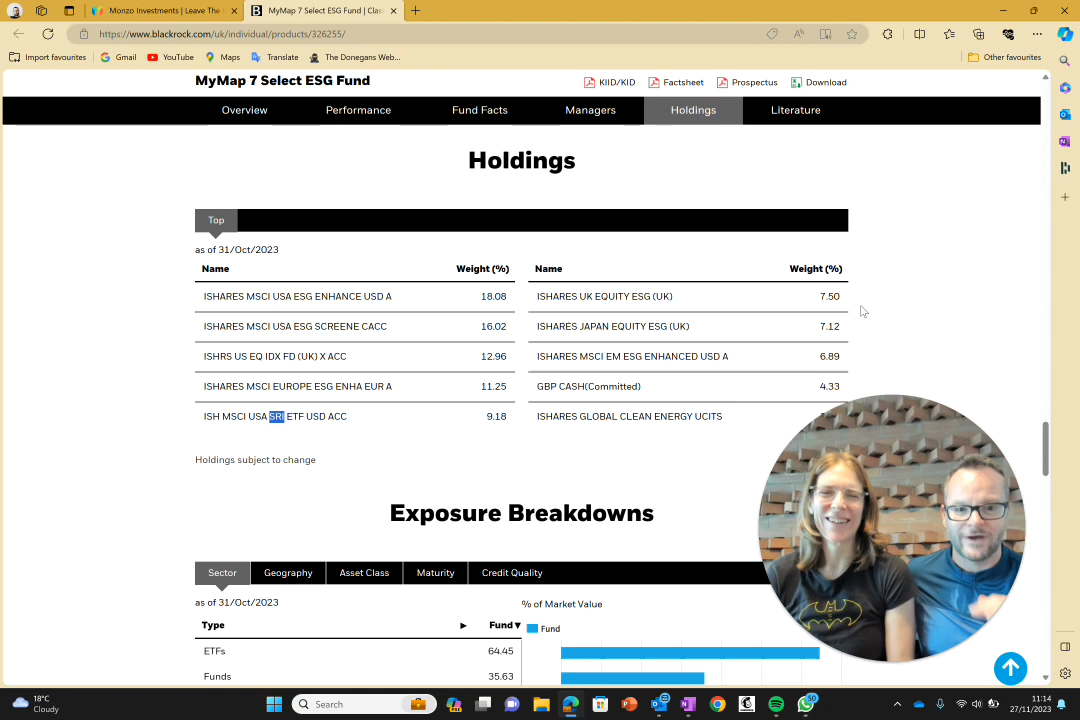 Monzo Investments | Leave The R
MyMap 7 Select ESG Fund | Clas
https://www.blackrock.com/uk/individual/products/326255/
Import favourites
Gmail
YouTube
Maps
Translate
The Donegans Web...
Other favourites
MyMap 7 Select ESG Fund
KIID/KID
Factsheet
Prospectus
Download
Overview
Performance
Fund Facts
Managers
Holdings
Literature
Holdings
Top
as of 31/Oct/2023
Name Weight (%)
ISHARES MSCI USA ESG ENHANCE USD A 18.08
ISHARES MSCI USA ESG SCREENE CACC 16.02
ISHRS US EQ IDX FD (UK) X ACC 12.96
ISHARES MSCI EUROPE ESG ENHA EUR A 11.25
ISH MSCI USA SRI ETF USD ACC 9.18
Name Weight (%)
ISHARES UK EQUITY ESG (UK) 7.50
ISHARES JAPAN EQUITY ESG (UK) 7.12
ISHARES MSCI EM ESG ENHANCED USD A 6.89
GBP CASH(Committed) 4.33
ISHARES GLOBAL CLEAN ENERGY UCITS
Holdings subject to change
Exposure Breakdowns
Sector
Geography
Asset Class
Maturity
Credit Quality
as of 31/Oct/2023
Type Fund
ETFs 64.45
Funds 35.63
% of Market Value
Fund
18°C
Cloudy
Search
50
11:14
27/11/2023